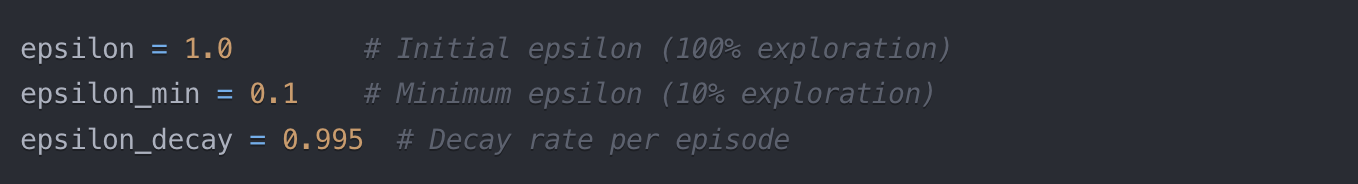 epsilon = 1.0        # Initial epsilon (100% exploration)
epsilon_min = 0.1    # Minimum epsilon (10% exploration)
epsilon_decay = 0.995  # Decay rate per episode